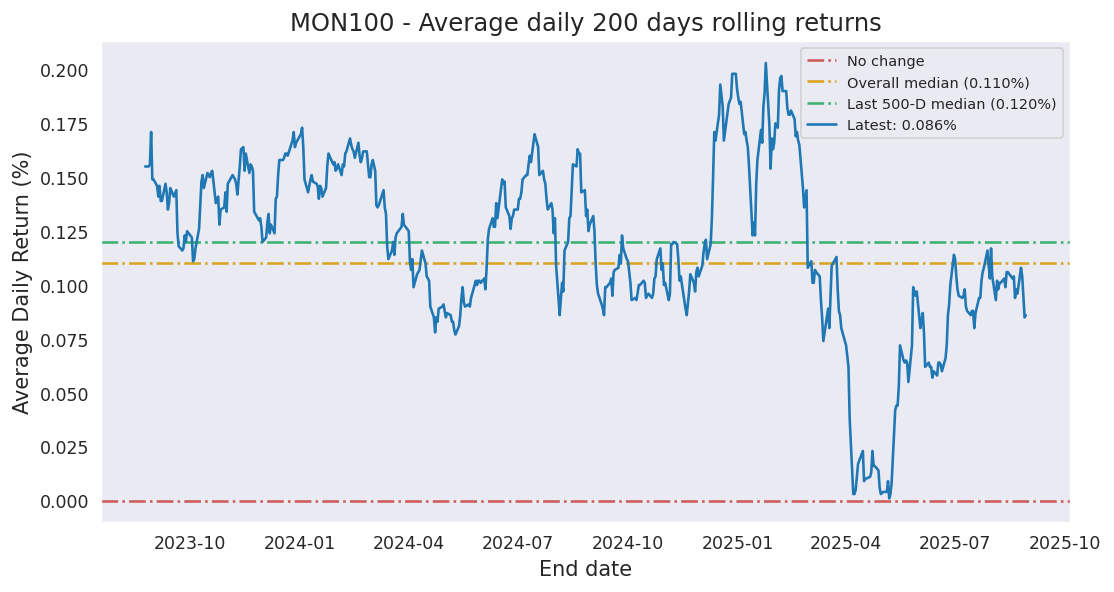 MON100 - Average daily 200 days rolling returns
No change
Overall median (0.110%)
Last 500-D median (0.120%)
Latest: 0.086%
Average Daily Return (%)
0.200
0.175
0.150
0.125
0.100
0.075
0.050
0.025
0.000
2023-10 2024-01 2024-04 2024-07 2024-10 2025-01 2025-04 2025-07 2025-10
End date